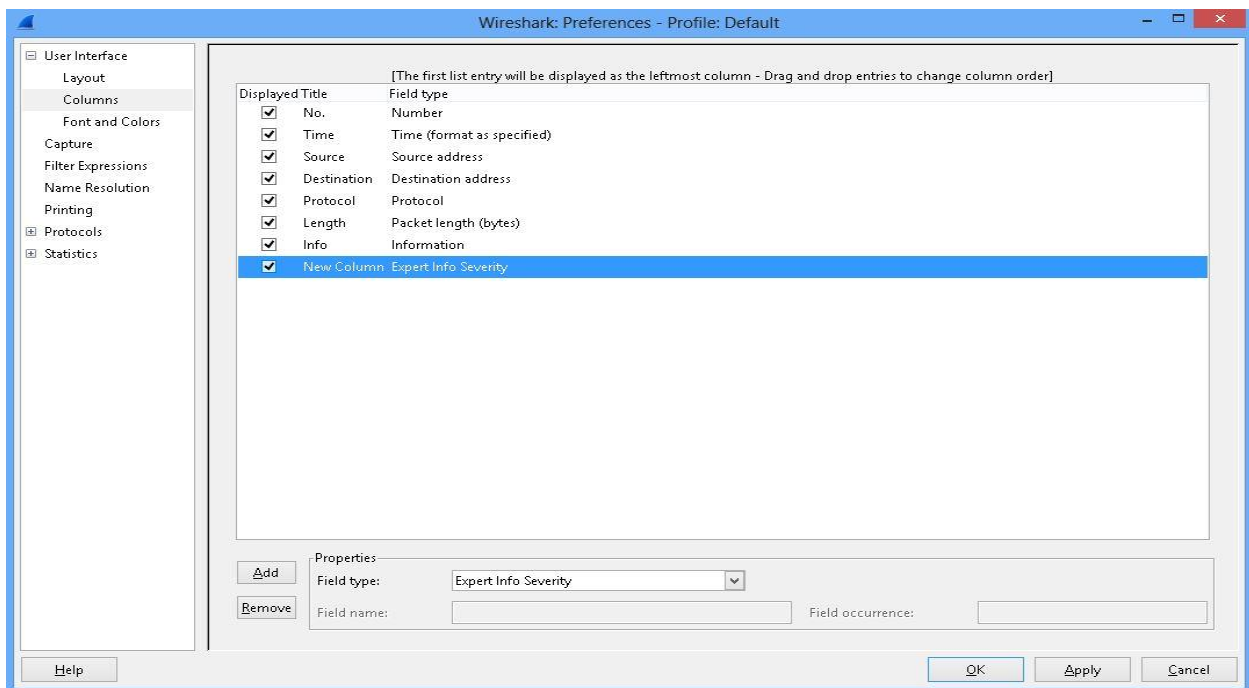 Wireshark: Preferences - Profile: Default
User Interface
Layout
Columns
Font and Colors
Capture
Filter Expressions
Name Resolution
Printing
Protocols
Statistics
[The first list entry will be displayed as the leftmost column - Drag and drop entries to change column order]
Displayed Title Field type
No. Number
Time Time (format as specified)
Source Source address
Destination Destination address
Protocol Protocol
Length Packet length (bytes)
Info Information
New Column Expert Info Severity
Add
Remove
Properties
Field type: Expert Info Severity
Field name: Field occurrence:
Help OK Apply Cancel